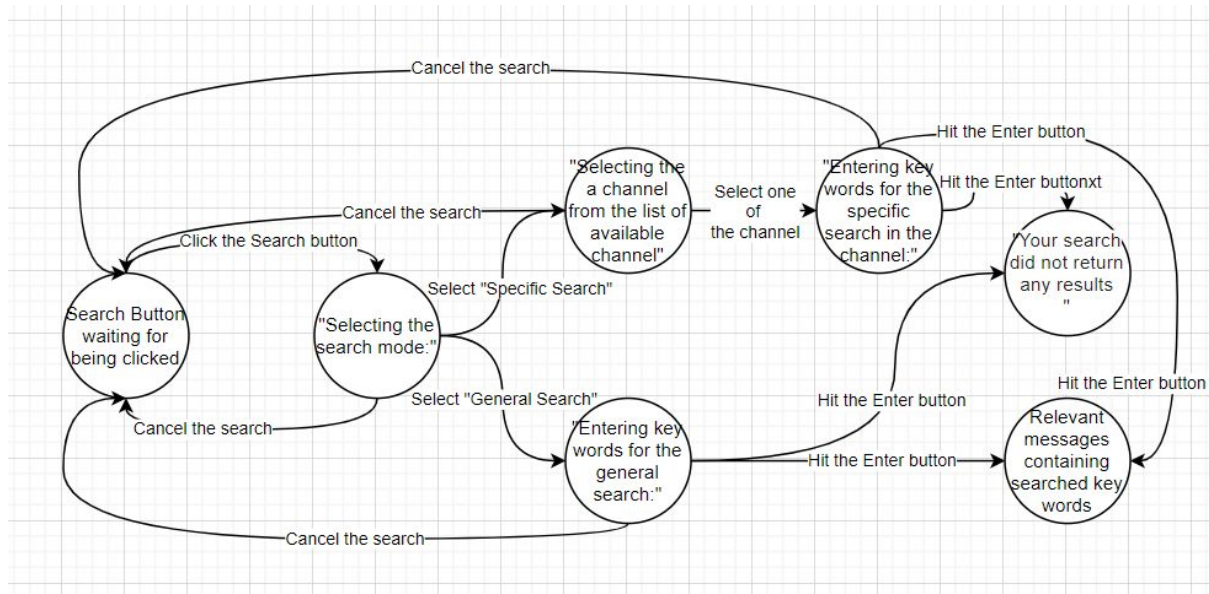 Cancel the search
Hit the Enter button
"Selecting the
a channel
from the list of
available
channel"
Select one
of
the channel
"Entering key
words for the
specific
search in the
channel:"
Hit the Enter buttonxt
Cancel the search
Click the Search button
"Your search
did not return
any results
"
Select "Specific Search"
Search Button
waiting for
being clicked
"Selecting the
search mode:"
Hit the Enter button
Select "General Search"
Hit the Enter button
Cancel the search
"Entering key
words for the
general
search:"
Hit the Enter button
Relevant
messages
containing
searched key
words
Cancel the search